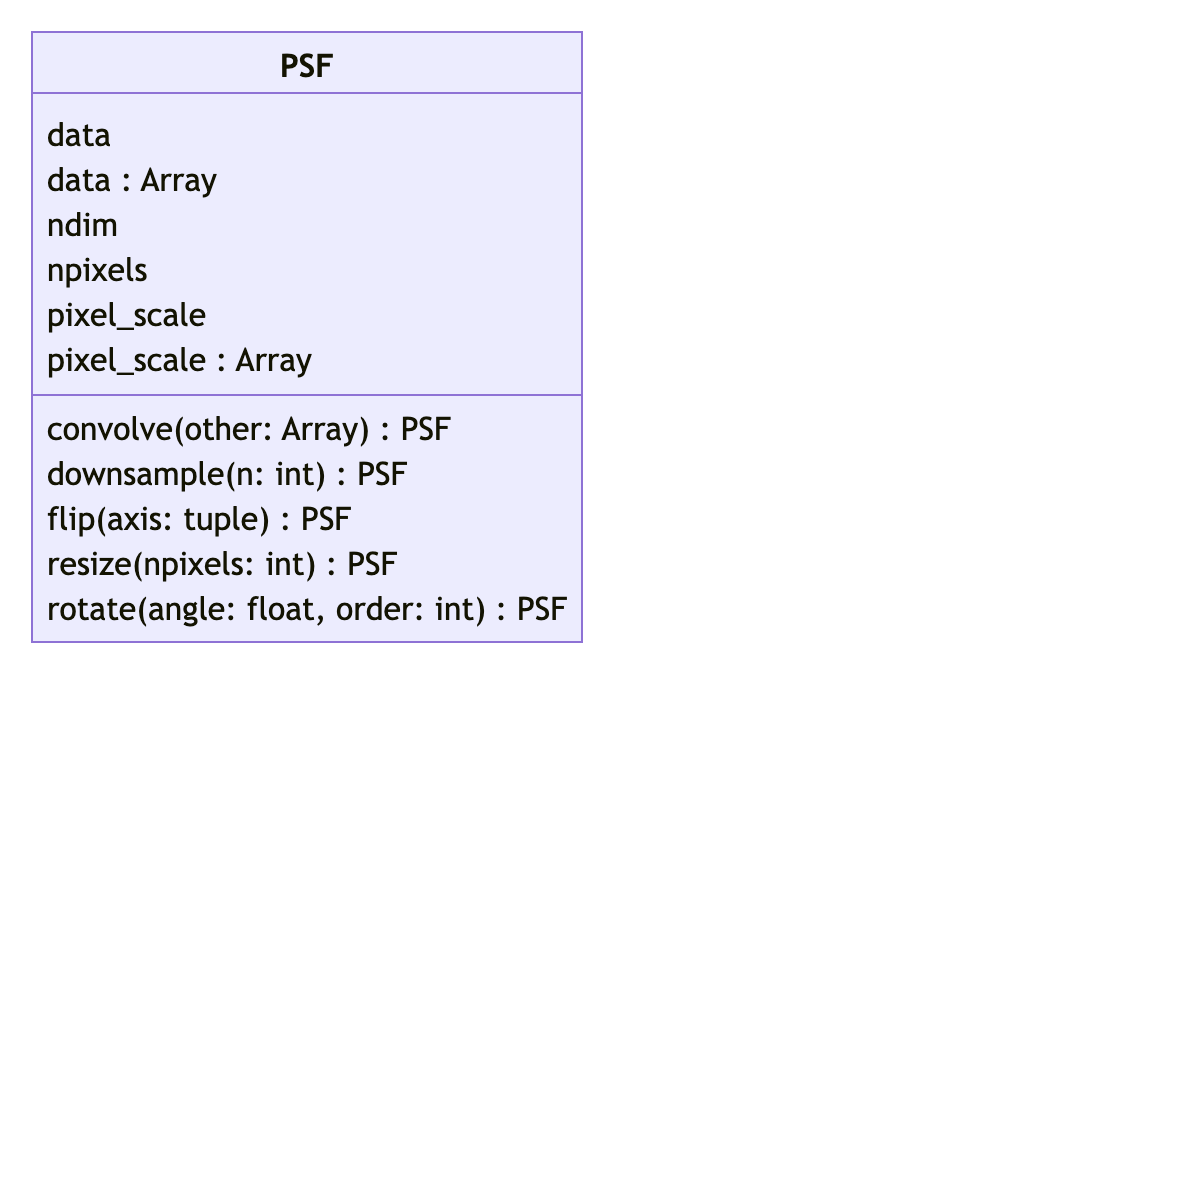 PSF
data
data : Array
ndim
npixels
pixel_scale
pixel_scale : Array
convolve(other: Array) : PSF
downsample(n: int) : PSF
flip(axis: tuple) : PSF
resize(npixels: int) : PSF
rotate(angle: float, order: int) : PSF